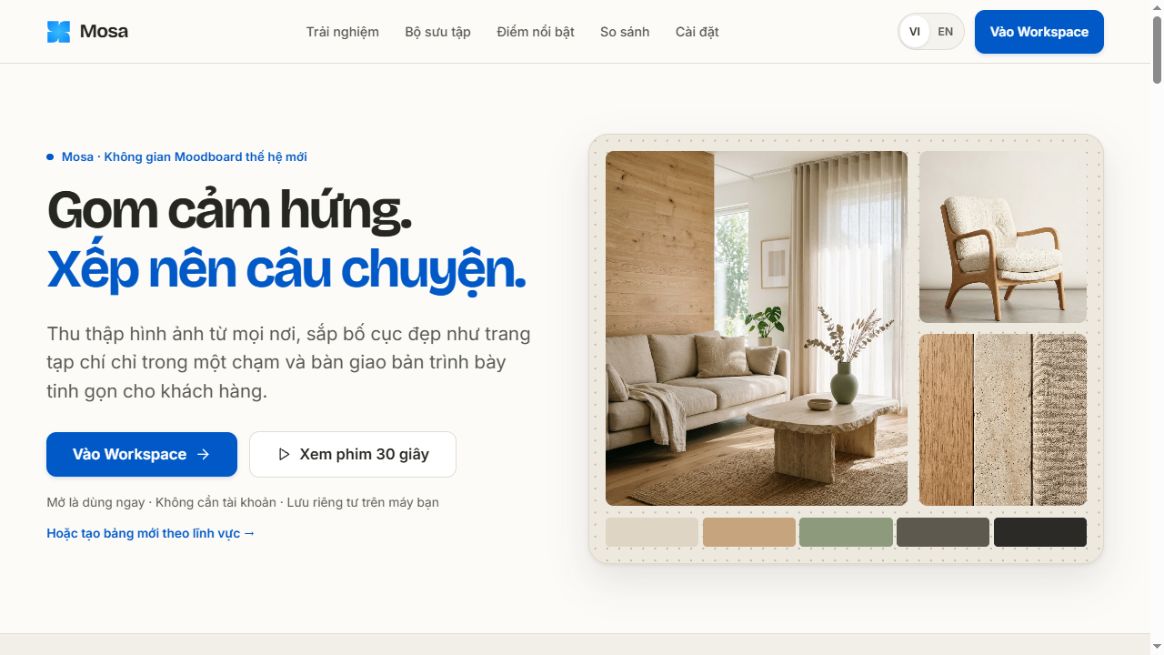 Mosa
Trải nghiệm
Bộ sưu tập
Điểm nổi bật
So sánh
Cài đặt
VI
EN
Vào Workspace
Mosa · Không gian Moodboard thế hệ mới
Gom cảm hứng.
Xếp nên câu chuyện.
Thu thập hình ảnh từ mọi nơi, sắp bố cục đẹp như trang
tạp chí chỉ trong một chạm và bàn giao bản trình bày
tinh gọn cho khách hàng.
Vào Workspace →
Xem phim 30 giây
Mở là dùng ngay · Không cần tài khoản · Lưu riêng tư trên máy bạn
Hoặc tạo bảng mới theo lĩnh vực →